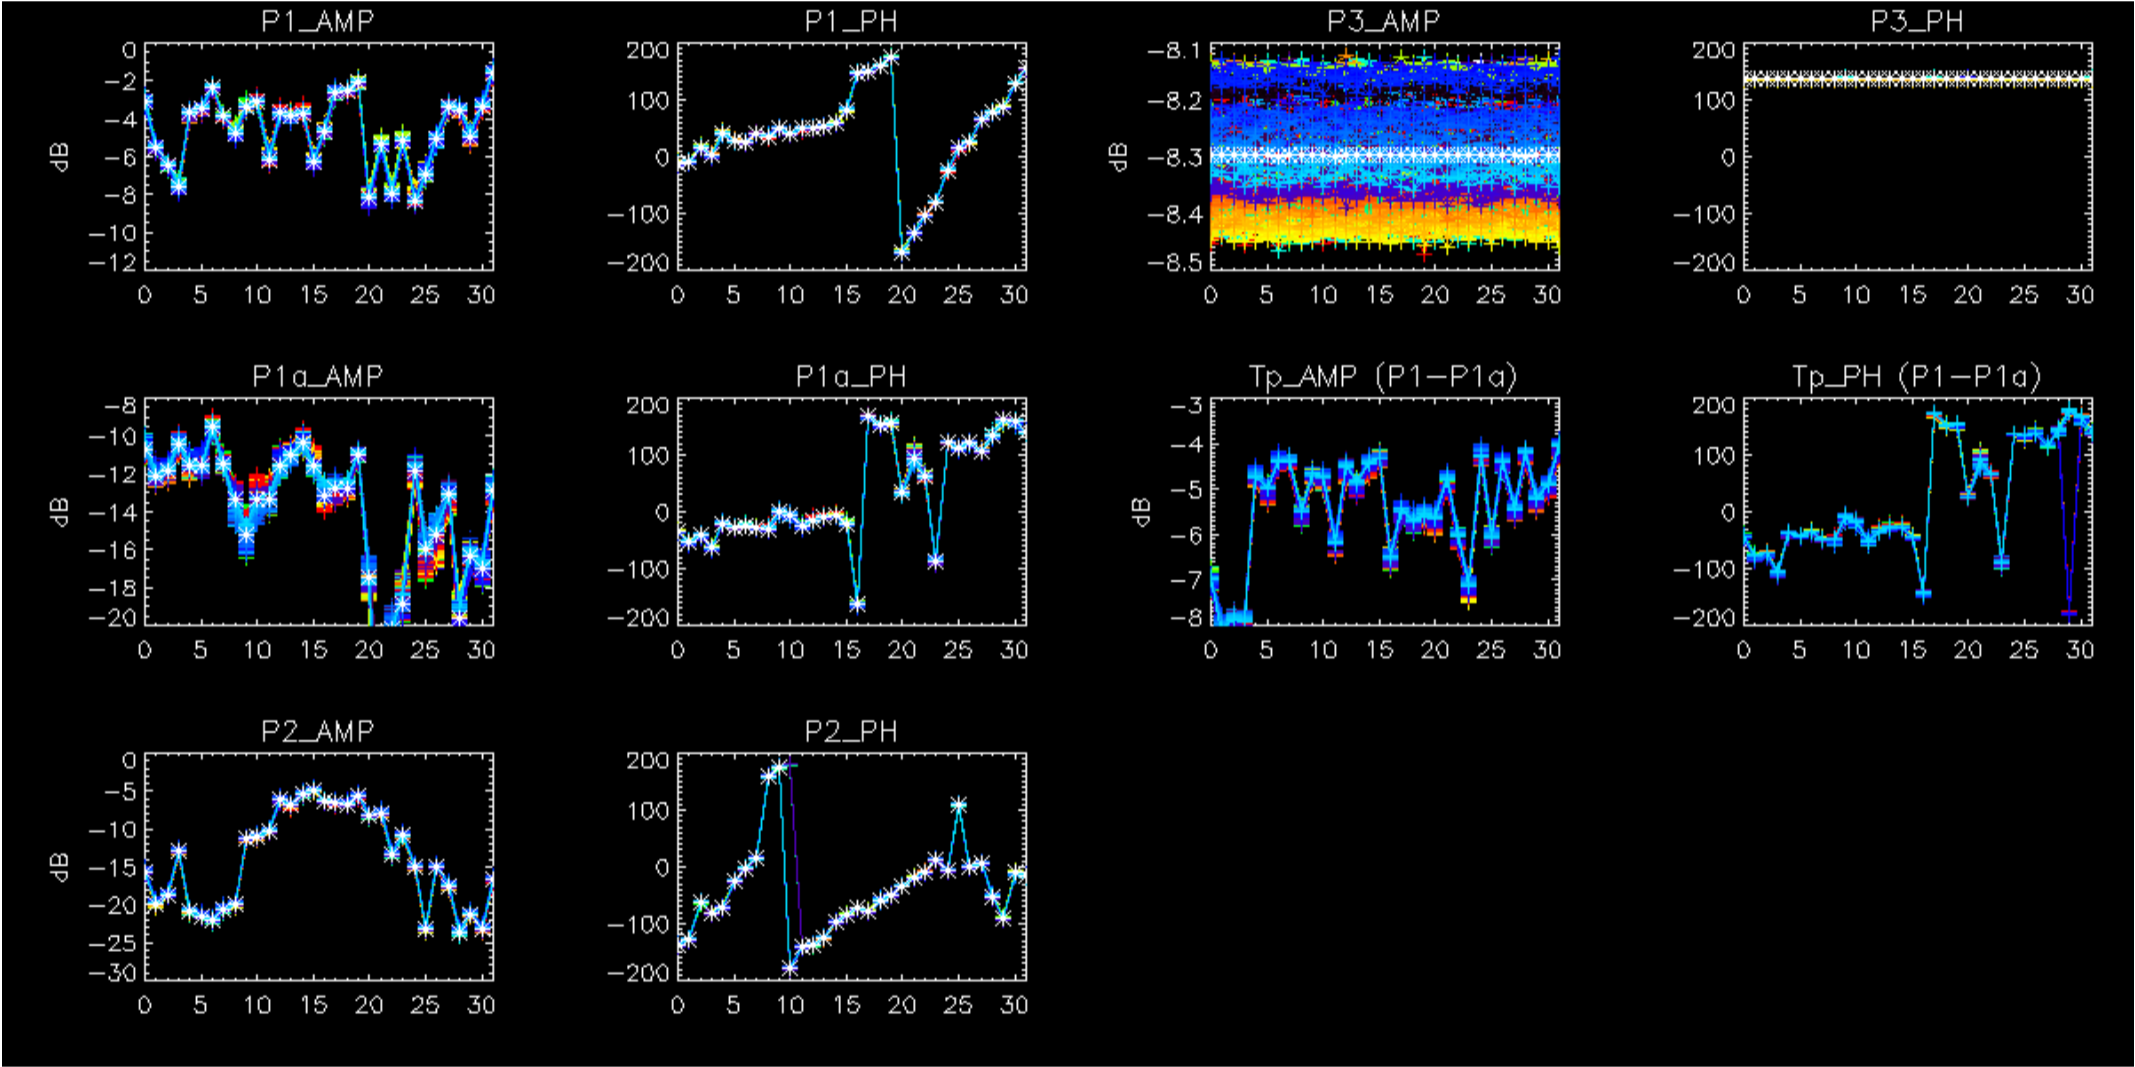 P1_AMP P1_PH P3_AMP P3_PH
0 −2 −4 −6 −8 −10 −12
dB
200 100 0 −100 −200
−8.1 −8.2 −8.3 −8.4 −8.5
dB
200 100 0 −100 −200
0 5 10 15 20 25 30
0 5 10 15 20 25 30
0 5 10 15 20 25 30
0 5 10 15 20 25 30
P1a_AMP P1a_PH Tp_AMP (P1−P1a) Tp_PH (P1−P1a)
−8 −10 −12 −14 −16 −18 −20
dB
200 100 0 −100 −200
−3 −4 −5 −6 −7 −8
dB
200 100 0 −100 −200
0 5 10 15 20 25 30
0 5 10 15 20 25 30
0 5 10 15 20 25 30
0 5 10 15 20 25 30
P2_AMP P2_PH
0 −5 −10 −15 −20 −25 −30
dB
200 100 0 −100 −200
0 5 10 15 20 25 30
0 5 10 15 20 25 30